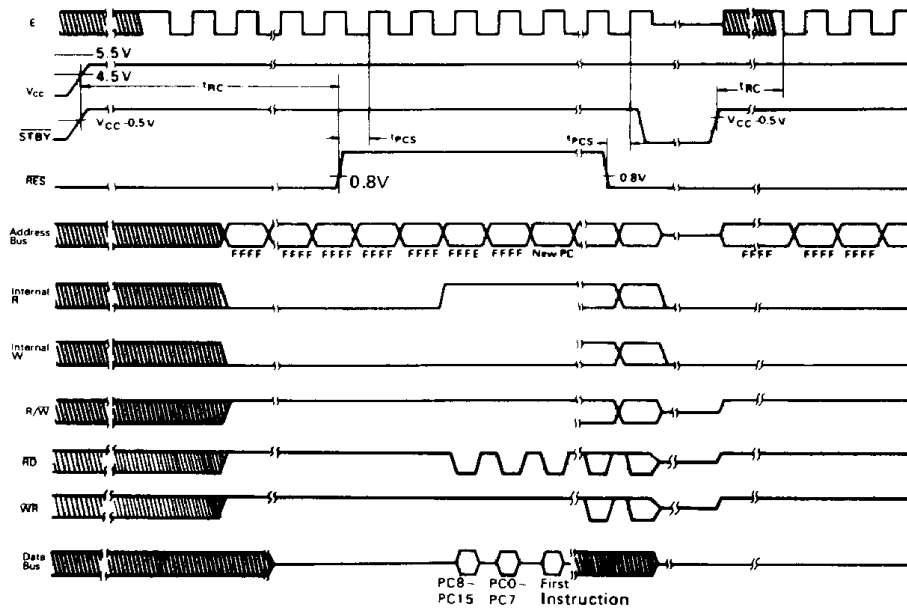 E
5.5V
4.5V
VCC
tRC
tRC
STBY
VCC-0.5V
VCC-0.5V
tPCS
tPCS
RES
0.8V
0.8V
Address
Bus
FFFF FFFF FFFF FFFF FFFF FFFE FFFF New PC FFFF FFFF FFFF
Internal
R
Internal
W
R/W
RD
WR
Data
Bus
PC8– PC0– First
PC15 PC7 Instruction